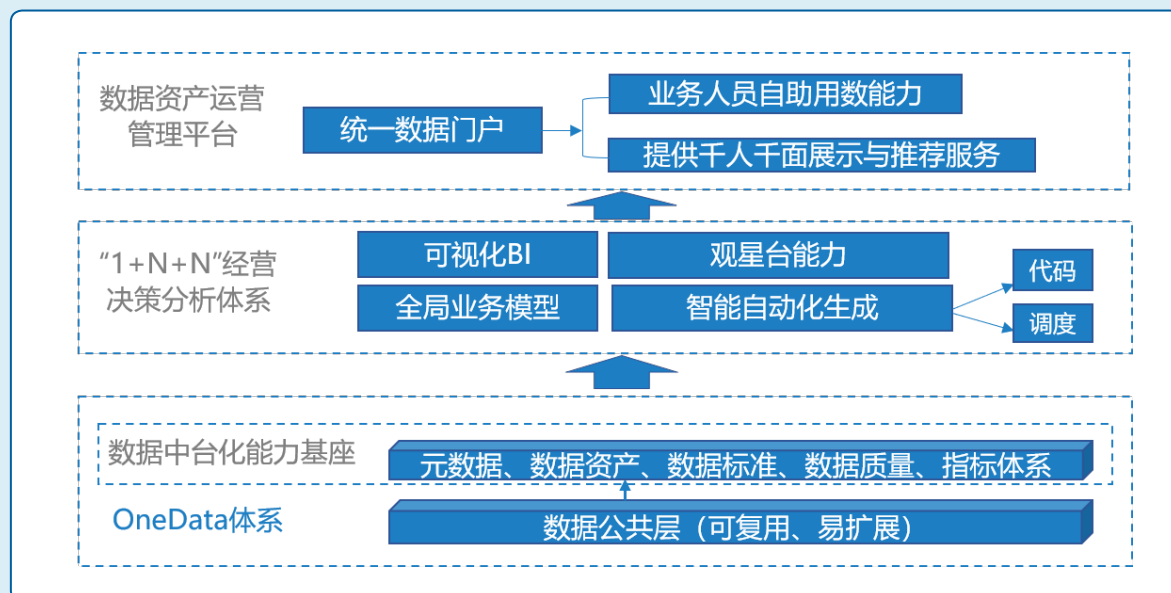 数据资产运营
管理平台
统一数据门户
业务人员自助用数能力
提供千人千面展示与推荐服务
“1+N+N”经营
决策分析体系
可视化BI
观星台能力
全局业务模型
智能自动化生成
代码
调度
数据中台化能力基座
元数据、数据资产、数据标准、数据质量、指标体系
OneData体系
数据公共层（可复用、易扩展）